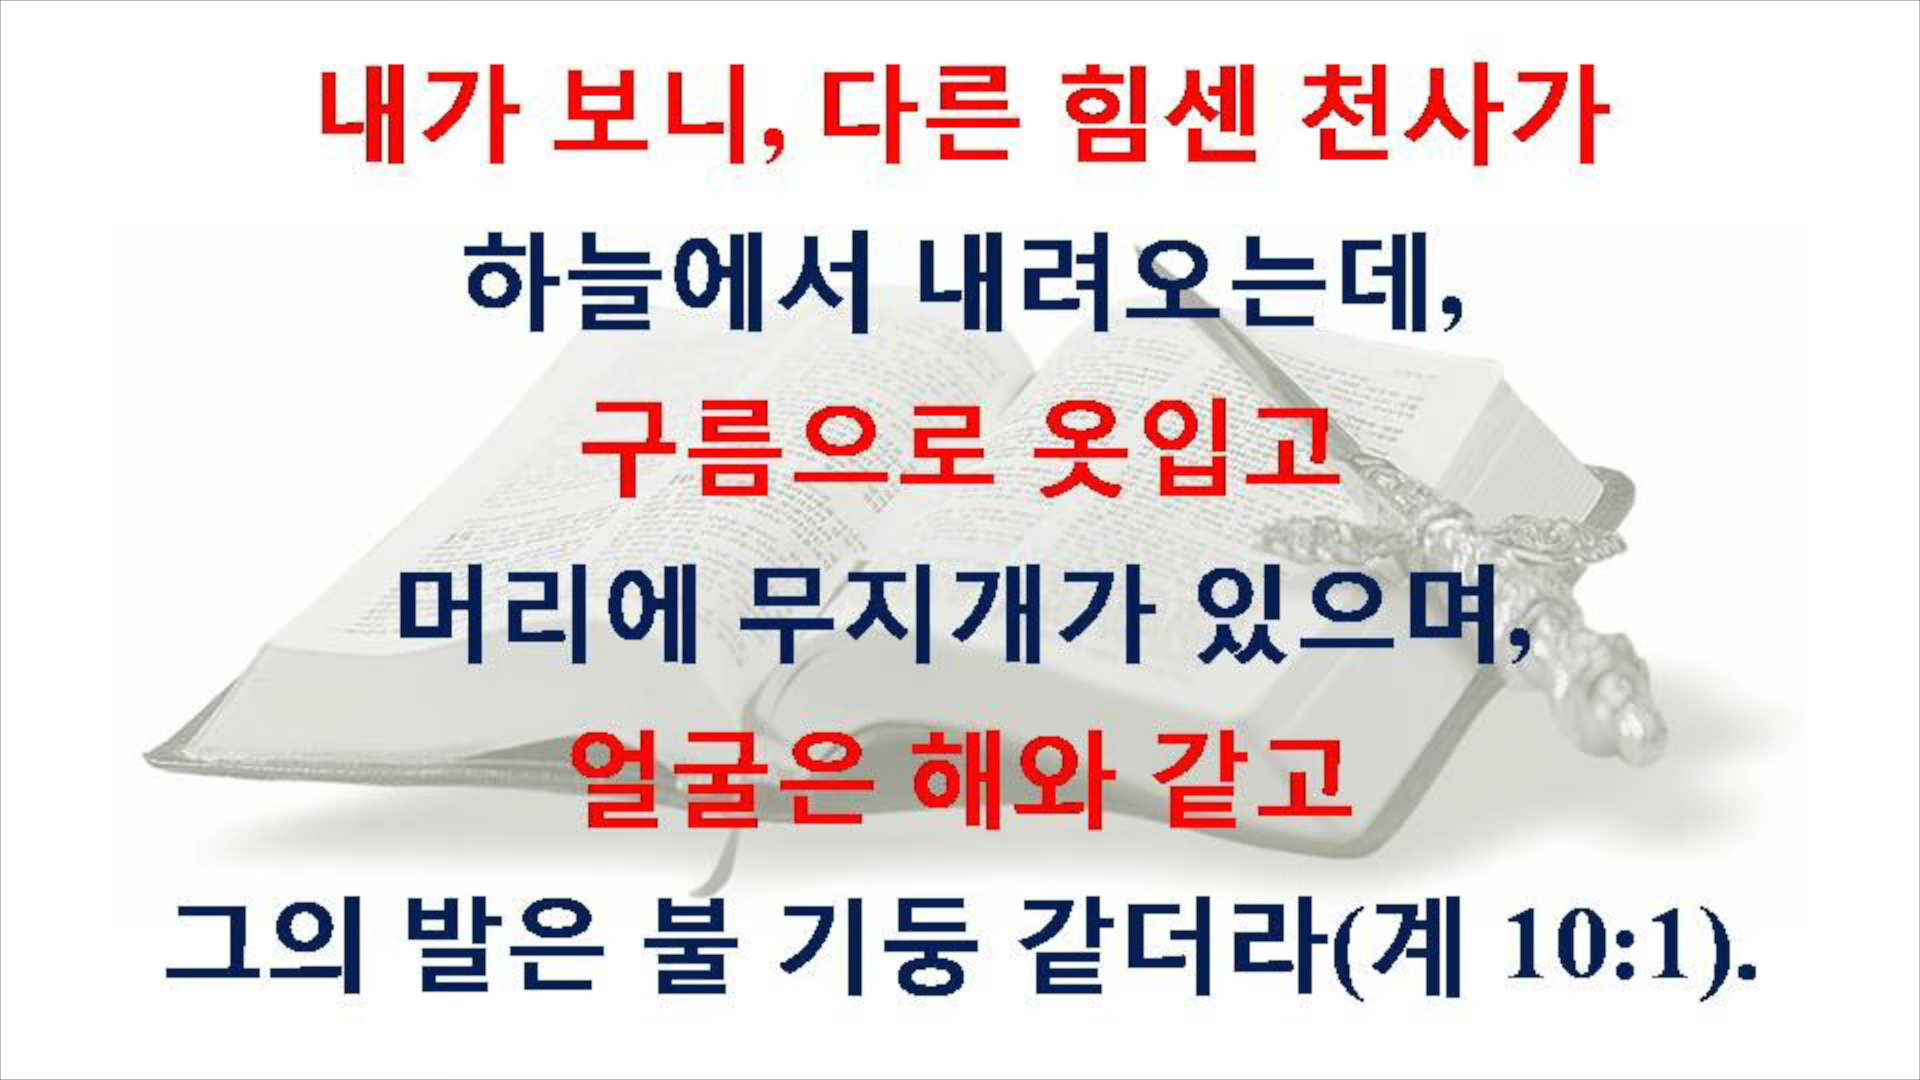 내가 보니, 다른 힘센 천사가
하늘에서 내려오는데,
구름으로 옷입고
머리에 무지개가 있으며,
얼굴은 해와 같고
그의 발은 불 기둥 같더라(계 10:1).